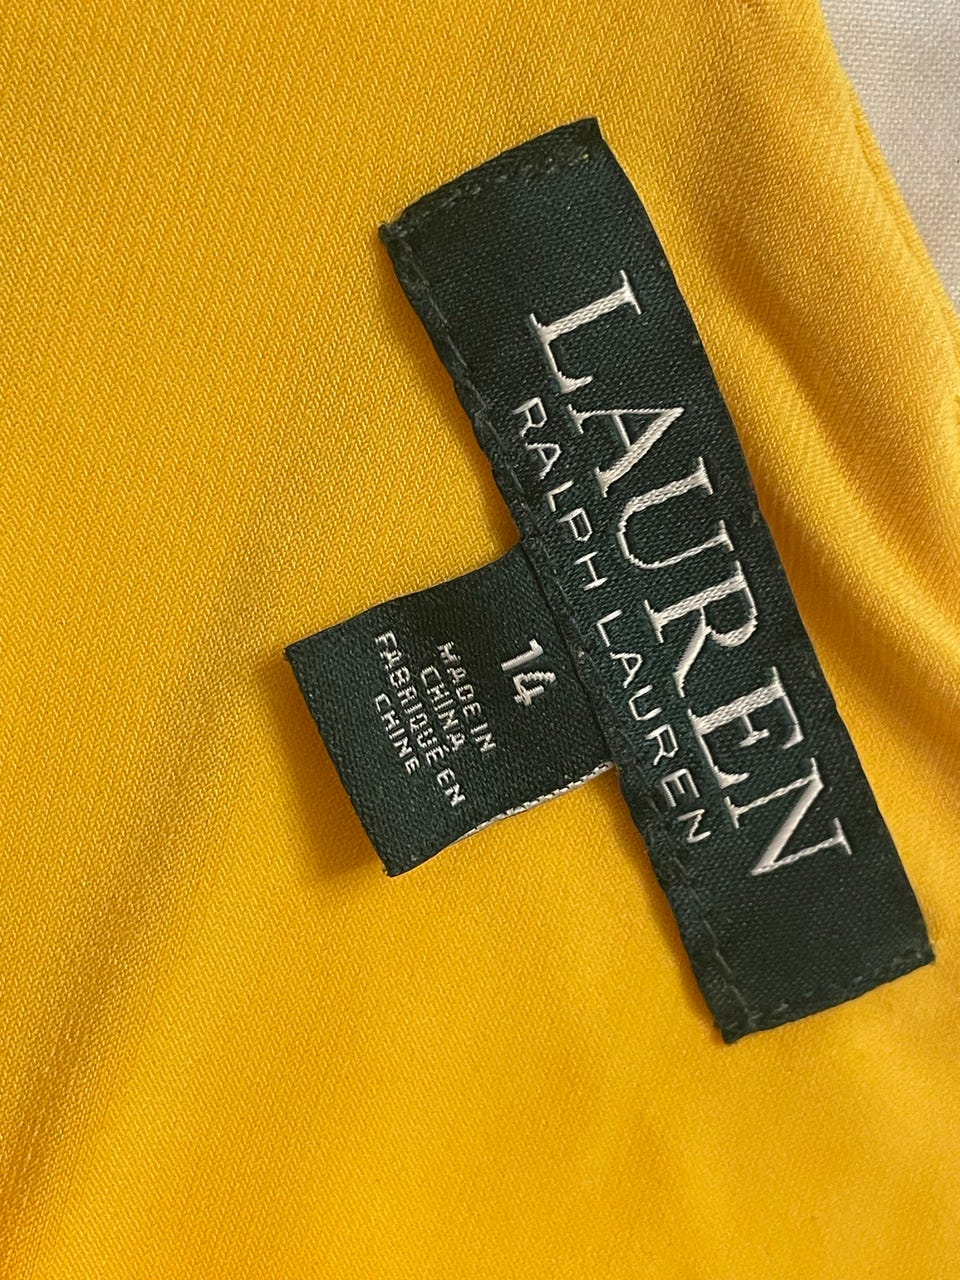 LAUREN
RALPH LAUREN
14
MADE IN
CHINA
FABRIQUÉ EN
CHINE